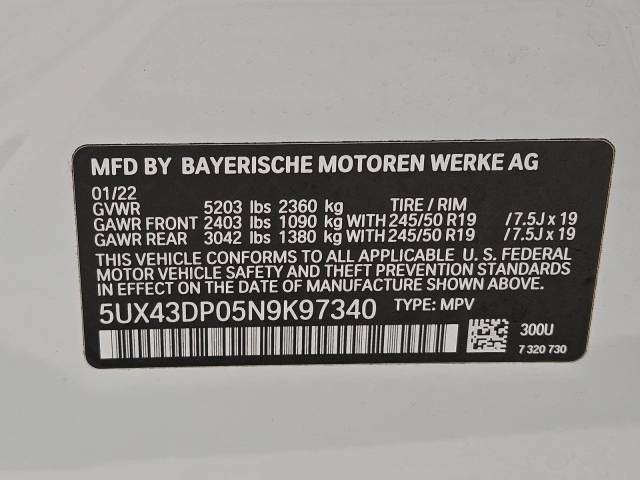 MFD BY BAYERISCHE MOTOREN WERKE AG
01/22
GVWR 5203 lbs 2360 kg TIRE / RIM
GAWR FRONT 2403 lbs 1090 kg WITH 245/50 R19 /7.5J x 19
GAWR REAR 3042 lbs 1380 kg WITH 245/50 R19 /7.5J x 19
THIS VEHICLE CONFORMS TO ALL APPLICABLE U. S. FEDERAL
MOTOR VEHICLE SAFETY AND THEFT PREVENTION STANDARDS
IN EFFECT ON THE DATE OF MANUFACTURE SHOWN ABOVE.
5UX43DP05N9K97340 TYPE: MPV
300U
7 320 730